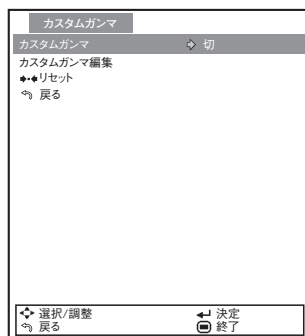 カスタムガンマ
カスタムガンマ 切
カスタムガンマ編集
リセット
戻る
選択/調整 決定
戻る 終了